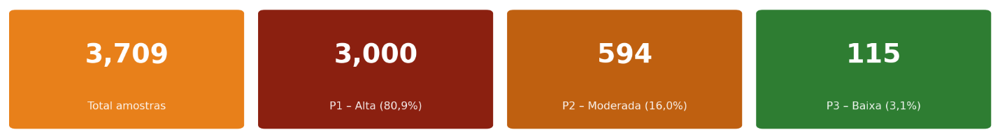 3,709
Total amostras
3,000
P1 – Alta (80,9%)
594
P2 – Moderada (16,0%)
115
P3 – Baixa (3,1%)